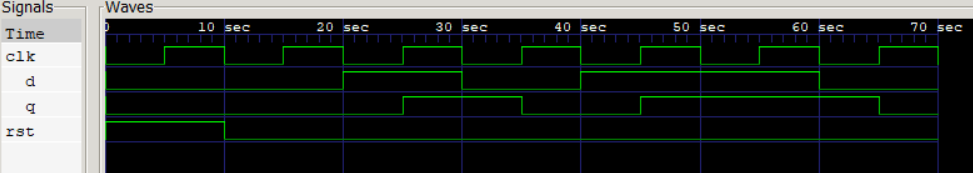 Signals Waves
Time 0 10 sec 20 sec 30 sec 40 sec 50 sec 60 sec 70 sec
clk
d
q
rst